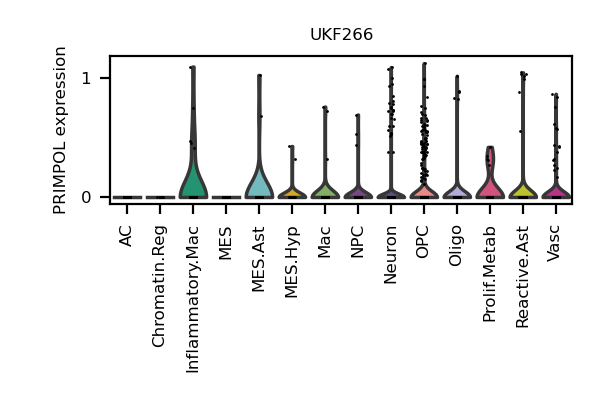 UKF266
PRIMPOL expression
1
0
AC
Chromatin.Reg
Inflammatory.Mac
MES
MES.Ast
MES.Hyp
Mac
NPC
Neuron
OPC
Oligo
Prolif.Metab
Reactive.Ast
Vasc